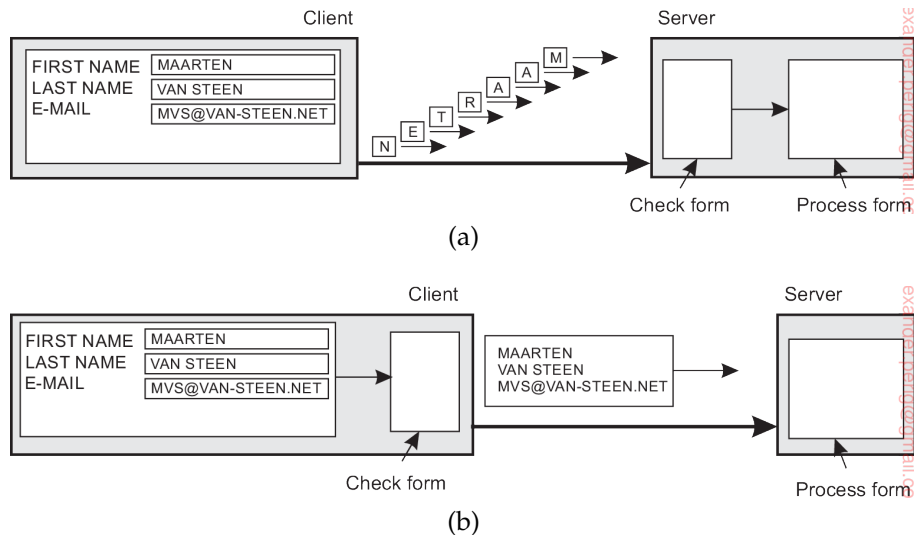 Client
Server
FIRST NAME MAARTEN
LAST NAME VAN STEEN
E-MAIL MVS@VAN-STEEN.NET
N E T R A A M
Check form
Process form
(a)
Client
Server
FIRST NAME MAARTEN
LAST NAME VAN STEEN
E-MAIL MVS@VAN-STEEN.NET
MAARTEN
VAN STEEN
MVS@VAN-STEEN.NET
Check form
Process form
(b)